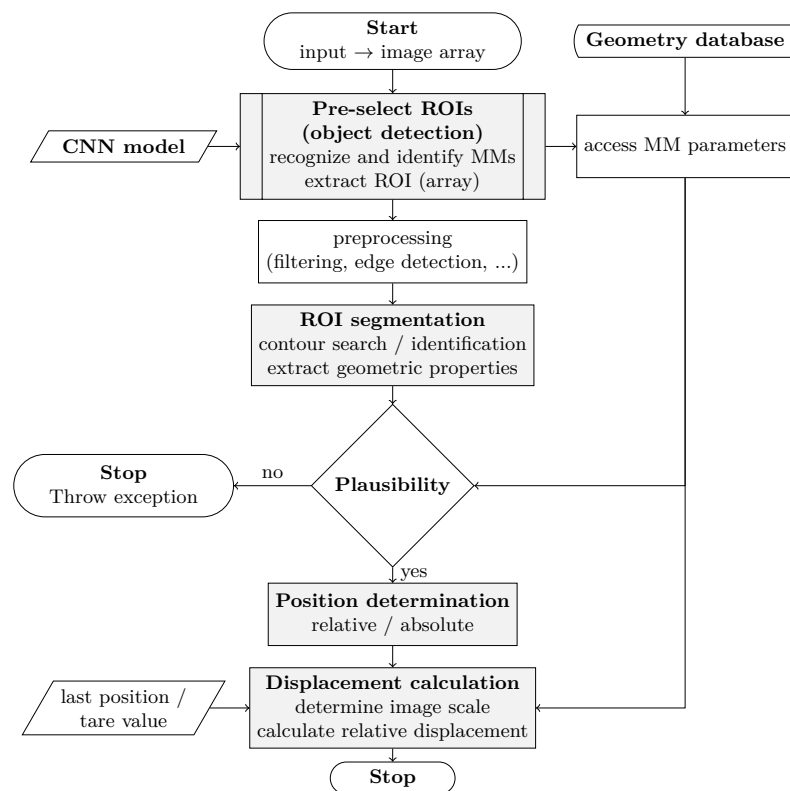 Start
input → image array
Geometry database
Pre-select ROIs
(object detection)
recognize and identify MMs
extract ROI (array)
CNN model
access MM parameters
preprocessing
(filtering, edge detection, ...)
ROI segmentation
contour search / identification
extract geometric properties
Stop
Throw exception
no
Plausibility
yes
Position determination
relative / absolute
last position /
tare value
Displacement calculation
determine image scale
calculate relative displacement
Stop